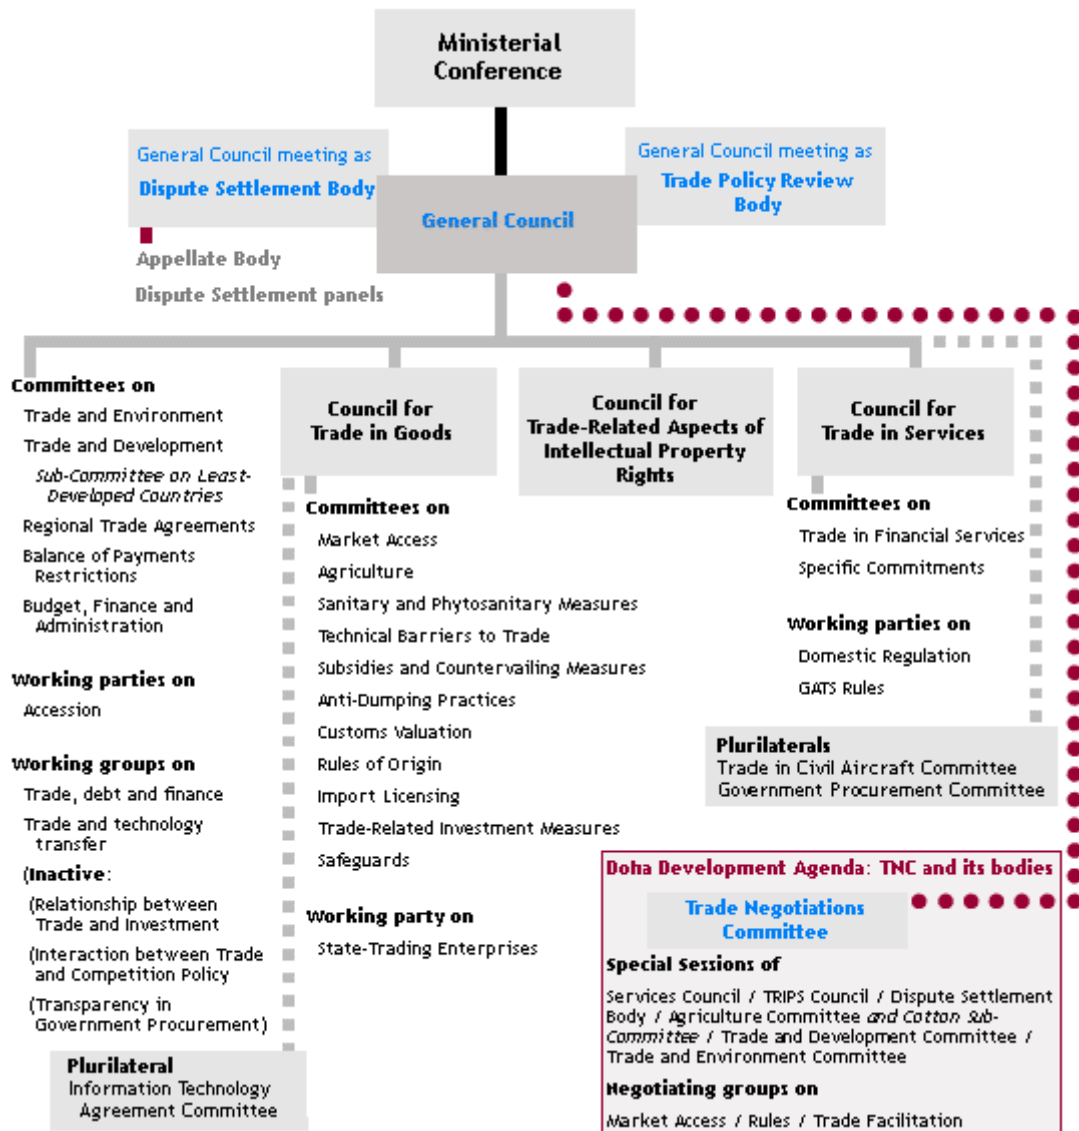 Ministerial
Conference
General Council meeting as
Dispute Settlement Body
General Council meeting as
Trade Policy Review
Body
General Council
Appellate Body
Dispute Settlement panels
Committees on
Trade and Environment
Trade and Development
Sub-Committee on Least-
Developed Countries
Regional Trade Agreements
Balance of Payments
Restrictions
Budget, Finance and
Administration
Working parties on
Accession
Working groups on
Trade, debt and finance
Trade and technology
transfer
(Inactive:
(Relationship between
Trade and Investment
(Interaction between Trade
and Competition Policy
(Transparency in
Government Procurement)
Plurilateral
Information Technology
Agreement Committee
Council for
Trade in Goods
Committees on
Market Access
Agriculture
Sanitary and Phytosanitary Measures
Technical Barriers to Trade
Subsidies and Countervailing Measures
Anti-Dumping Practices
Customs Valuation
Rules of Origin
Import Licensing
Trade-Related Investment Measures
Safeguards
Working party on
State-Trading Enterprises
Council for
Trade-Related Aspects of
Intellectual Property
Rights
Council for
Trade in Services
Committees on
Trade in Financial Services
Specific Commitments
Working parties on
Domestic Regulation
GATS Rules
Plurilaterals
Trade in Civil Aircraft Committee
Government Procurement Committee
Doha Development Agenda: TNC and its bodies
Trade Negotiations
Committee
Special Sessions of
Services Council / TRIPS Council / Dispute Settlement
Body / Agriculture Committee and Cotton Sub-
Committee / Trade and Development Committee /
Trade and Environment Committee
Negotiating groups on
Market Access / Rules / Trade Facilitation